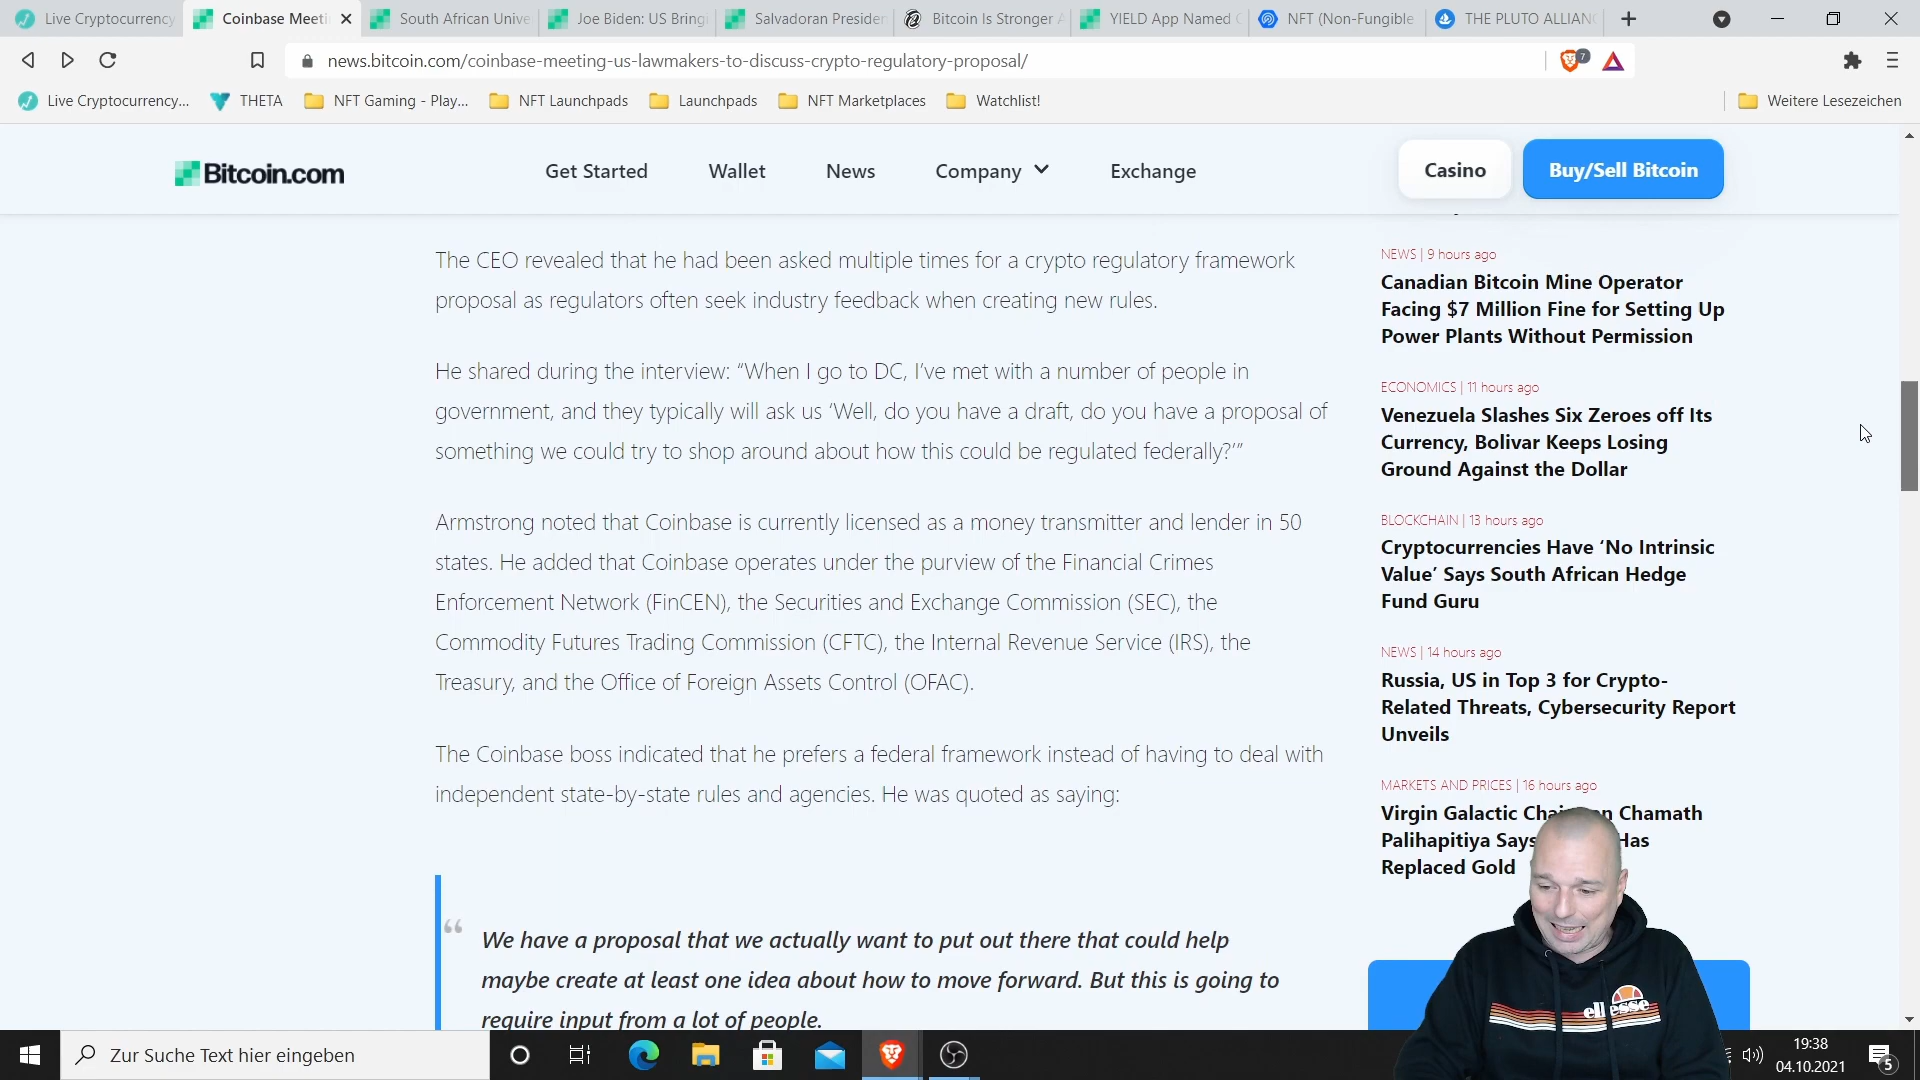 Live Cryptocurrency
Coinbase Meeti
South African Unive
Joe Biden: US Bring
Salvadoran Presiden
Bitcoin Is Stronger A
YIELD App Named C
NFT (Non-Fungible
THE PLUTO ALLIAN
news.bitcoin.com/coinbase-meeting-us-lawmakers-to-discuss-crypto-regulatory-proposal/
7
Live Cryptocurrency...
THETA
NFT Gaming - Play...
NFT Launchpads
Launchpads
NFT Marketplaces
Watchlist!
Weitere Lesezeichen
Bitcoin.com
Get Started
Wallet
News
Company
Exchange
Casino
Buy/Sell Bitcoin
The CEO revealed that he had been asked multiple times for a crypto regulatory framework
proposal as regulators often seek industry feedback when creating new rules.
He shared during the interview: “When I go to DC, I’ve met with a number of people in
government, and they typically will ask us ‘Well, do you have a draft, do you have a proposal of
something we could try to shop around about how this could be regulated federally?’”
Armstrong noted that Coinbase is currently licensed as a money transmitter and lender in 50
states. He added that Coinbase operates under the purview of the Financial Crimes
Enforcement Network (FinCEN), the Securities and Exchange Commission (SEC), the
Commodity Futures Trading Commission (CFTC), the Internal Revenue Service (IRS), the
Treasury, and the Office of Foreign Assets Control (OFAC).
The Coinbase boss indicated that he prefers a federal framework instead of having to deal with
independent state-by-state rules and agencies. He was quoted as saying:
“
We have a proposal that we actually want to put out there that could help
maybe create at least one idea about how to move forward. But this is going to
require input from a lot of people.
NEWS | 9 hours ago
Canadian Bitcoin Mine Operator
Facing $7 Million Fine for Setting Up
Power Plants Without Permission
ECONOMICS | 11 hours ago
Venezuela Slashes Six Zeroes off Its
Currency, Bolivar Keeps Losing
Ground Against the Dollar
BLOCKCHAIN | 13 hours ago
Cryptocurrencies Have ‘No Intrinsic
Value’ Says South African Hedge
Fund Guru
NEWS | 14 hours ago
Russia, US in Top 3 for Crypto-
Related Threats, Cybersecurity Report
Unveils
MARKETS AND PRICES | 16 hours ago
Virgin Galactic Chamath
Palihapitiya Says Has
Replaced Gold
ellesse
Zur Suche Text hier eingeben
19:38
04.10.2021
5